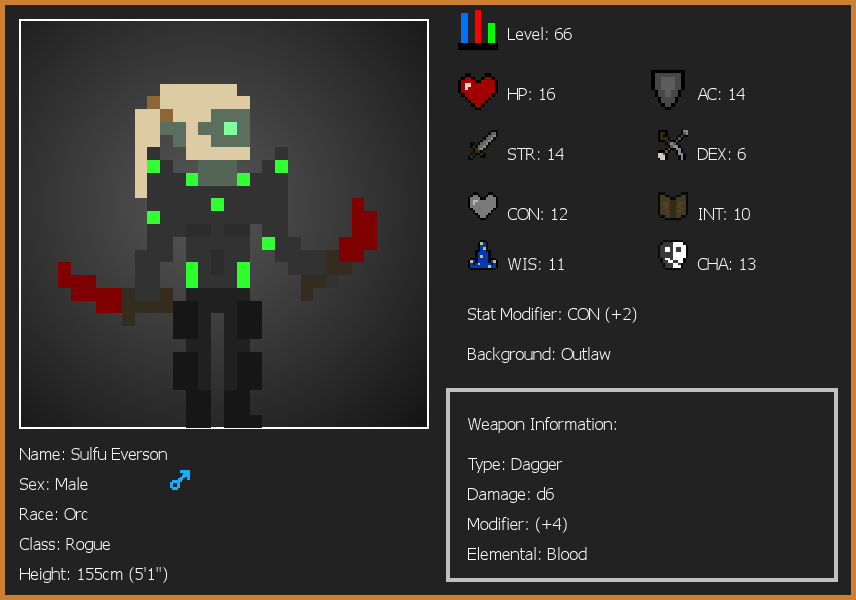 Level: 66
HP: 16
AC: 14
STR: 14
DEX: 6
CON: 12
INT: 10
WIS: 11
CHA: 13
Stat Modifier: CON (+2)
Background: Outlaw
Weapon Information:
Type: Dagger
Damage: d6
Modifier: (+4)
Elemental: Blood
Name: Sulfu Everson
Sex: Male
Race: Orc
Class: Rogue
Height: 155cm (5'1")